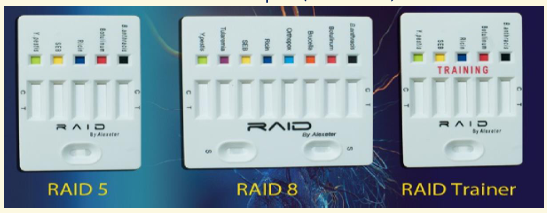 Y.pestis SEB Ricin Botulinum B.anthracis
C C
T T
RAID
By Alexeter
RAID 5
Y.pestis Tularemia SEB Ricin Orthopox Brucella Botulinum B.anthracis
RAID
By Alexeter
S S
RAID 8
Y.pestis SEB Ricin Botulinum B.anthracis
TRAINING
C C
T T
RAID
By Alexeter
RAID Trainer